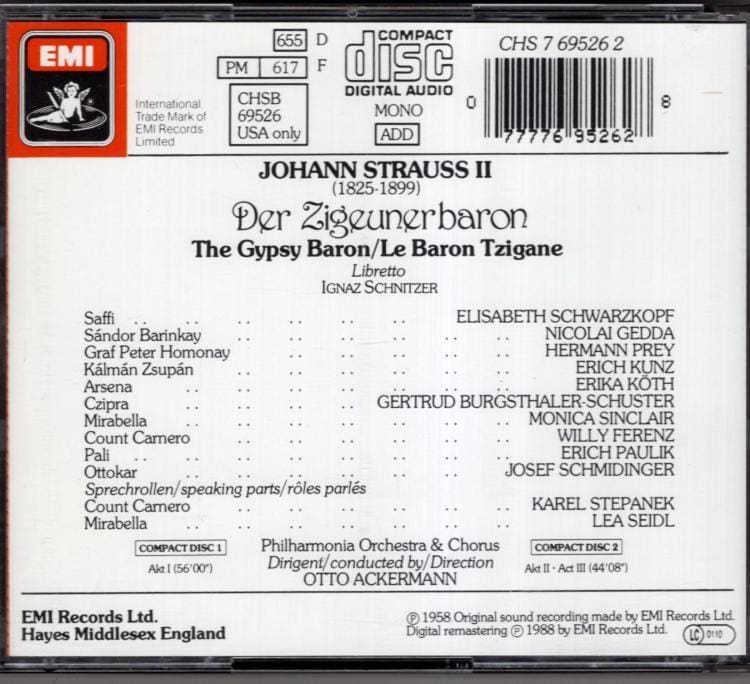 EMI
International
Trade Mark of
EMI Records
Limited
655 D
PM 617 F
CHSB
69526
USA only
COMPACT
disc
DIGITAL AUDIO
MONO
ADD
CHS 7 69526 2
0 77776 95262 8
JOHANN STRAUSS II
(1825-1899)
Der Zigeunerbaron
The Gypsy Baron/Le Baron Tzigane
Libretto
IGNAZ SCHNITZER
Saffi .. .. .. .. .. .. ELISABETH SCHWARZKOPF
Sándor Barinkay .. .. .. .. .. .. NICOLAI GEDDA
Graf Peter Homonay .. .. .. .. .. HERMANN PREY
Kálmán Zsupán .. .. .. .. .. .. ERICH KUNZ
Arsena .. .. .. .. .. .. .. ERIKA KÖTH
Czipra .. .. .. .. GERTRUD BURGSTHALER-SCHUSTER
Mirabella .. .. .. .. .. .. .. MONICA SINCLAIR
Count Carnero .. .. .. .. .. .. WILLY FERENZ
Pali .. .. .. .. .. .. .. .. ERICH PAULIK
Ottokar .. .. .. .. .. .. JOSEF SCHMIDINGER
Sprechrollen/speaking parts/rôles parlés
Count Carnero .. .. .. .. .. .. KAREL STEPANEK
Mirabella .. .. .. .. .. .. .. LEA SEIDL
COMPACT DISC 1
Akt I (56'00")
Philharmonia Orchestra & Chorus
Dirigent/conducted by/Direction
OTTO ACKERMANN
COMPACT DISC 2
Akt II · Act III (44'08")
EMI Records Ltd.
Hayes Middlesex England
℗ 1958 Original sound recording made by EMI Records Ltd.
Digital remastering ℗ 1988 by EMI Records Ltd.
LC 0110